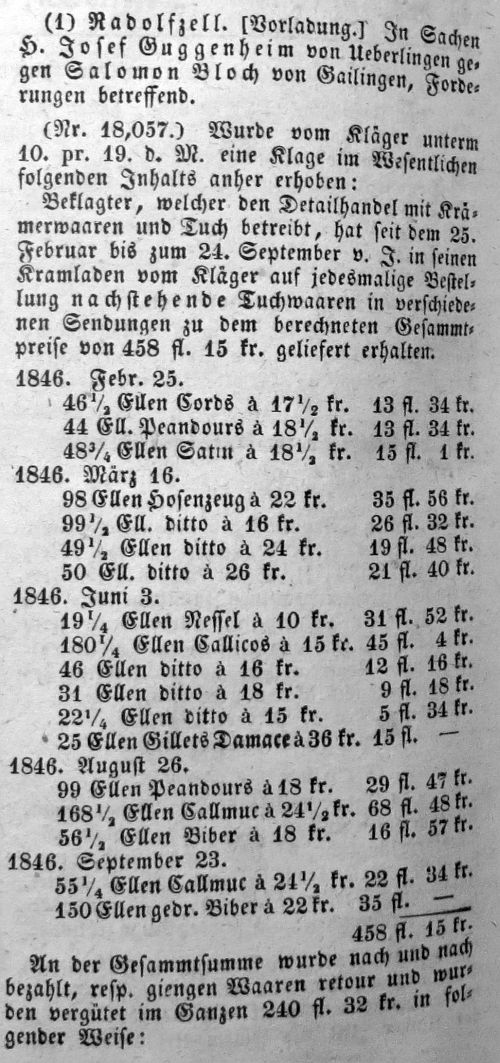 (1) Radolfzell. [Vorladung.] In Sachen
H. Josef Guggenheim von Ueberlingen ge-
gen Salomon Bloch von Gailingen, Forde-
rungen betreffend.
(Nr. 18,057.) Wurde vom Kläger unterm
10. pr. 19. d. M. eine Klage im Wesentlichen
folgenden Inhalts anher erhoben:
Beklagter, welcher den Detailhandel mit Krä-
merwaaren und Tuch betreibt, hat seit dem 25.
Februar bis zum 24. September v. J. in seinen
Kramladen vom Kläger auf jedesmalige Bestel-
lung nachstehende Tuchwaaren in verschiede-
nen Sendungen zu dem berechneten Gesammt-
preise von 458 fl. 15 kr. geliefert erhalten.
1846. Febr. 25.
46½ Ellen Cords à 17½ kr. 13 fl. 34 kr.
44 Ell. Peandours à 18½ kr. 13 fl. 34 kr.
48¾ Ellen Satin à 18½ kr. 15 fl. 1 kr.
1846. März 16.
98 Ellen Hosenzeug à 22 kr. 35 fl. 56 kr.
99½ Ell. ditto à 16 kr. 26 fl. 32 kr.
49½ Ellen ditto à 24 kr. 19 fl. 48 kr.
50 Ell. ditto à 26 kr. 21 fl. 40 kr.
1846. Juni 3.
19¼ Ellen Nessel à 10 kr. 31 fl. 52 kr.
180¼ Ellen Callicos à 15 kr. 45 fl. 4 kr.
46 Ellen ditto à 16 kr. 12 fl. 16 kr.
31 Ellen ditto à 18 kr. 9 fl. 18 kr.
22¼ Ellen ditto à 15 kr. 5 fl. 34 kr.
25 Ellen Gillets Damace à 36 kr. 15 fl. —
1846. August 26.
99 Ellen Peandours à 18 kr. 29 fl. 47 kr.
168½ Ellen Callmuc à 24½ kr. 68 fl. 48 kr.
56½ Ellen Biber à 18 kr. 16 fl. 57 kr.
1846. September 23.
55¼ Ellen Callmuc à 24½ kr. 22 fl. 34 kr.
150 Ellen gedr. Biber à 22 kr. 35 fl. —
458 fl. 15 kr.
An der Gesammtsumme wurde nach und nach
bezahlt, resp. giengen Waaren retour und wur-
den vergütet im Ganzen 240 fl. 32 kr. in fol-
gender Weise: